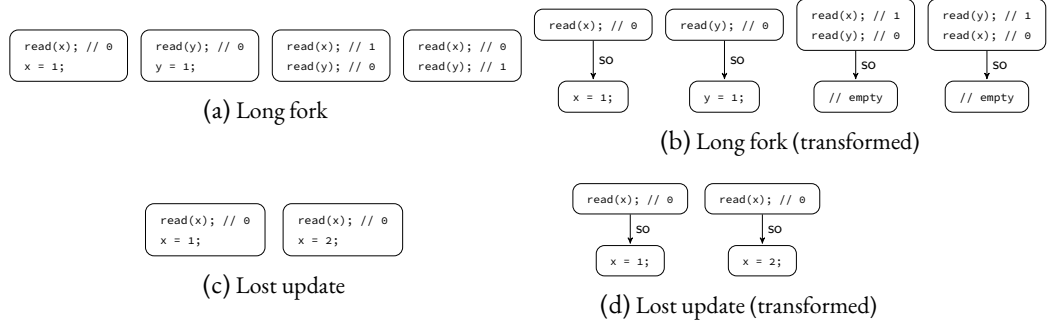 read(x); // 0
x = 1;
read(y); // 0
y = 1;
read(x); // 1
read(y); // 0
read(x); // 0
read(y); // 1
(a) Long fork
read(x); // 0
so
x = 1;
read(y); // 0
so
y = 1;
read(x); // 1
read(y); // 0
so
// empty
read(y); // 1
read(x); // 0
so
// empty
(b) Long fork (transformed)
read(x); // 0
x = 1;
read(x); // 0
x = 2;
(c) Lost update
read(x); // 0
so
x = 1;
read(x); // 0
so
x = 2;
(d) Lost update (transformed)